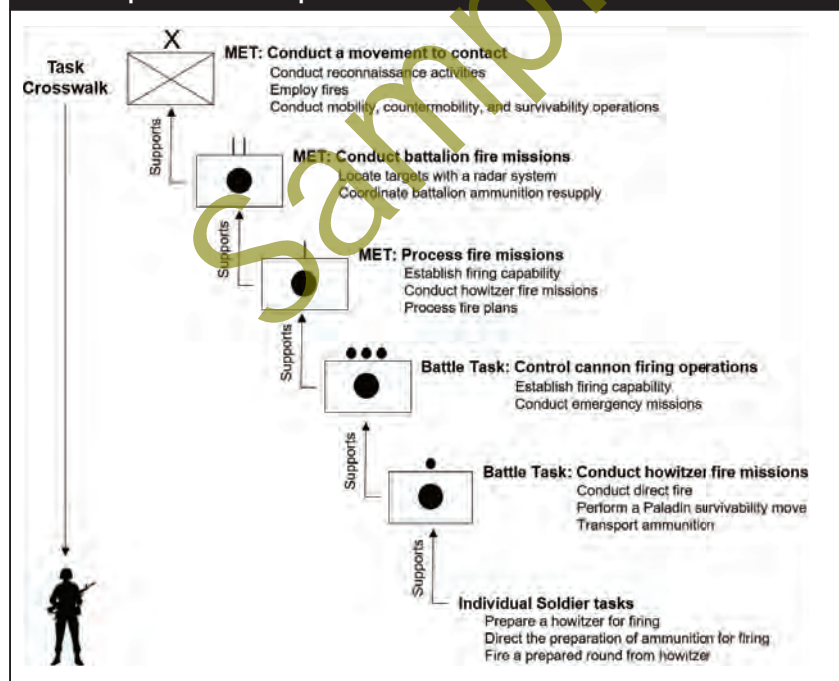 Task
Crosswalk
X
MET: Conduct a movement to contact
Conduct reconnaissance activities
Employ fires
Conduct mobility, countermobility, and survivability operations
Supports
MET: Conduct battalion fire missions
Locate targets with a radar system
Coordinate battalion ammunition resupply
Supports
MET: Process fire missions
Establish firing capability
Conduct howitzer fire missions
Process fire plans
Supports
Battle Task: Control cannon firing operations
Establish firing capability
Conduct emergency missions
Supports
Battle Task: Conduct howitzer fire missions
Conduct direct fire
Perform a Paladin survivability move
Transport ammunition
Supports
Individual Soldier tasks
Prepare a howitzer for firing
Direct the preparation of ammunition for firing
Fire a prepared round from howitzer